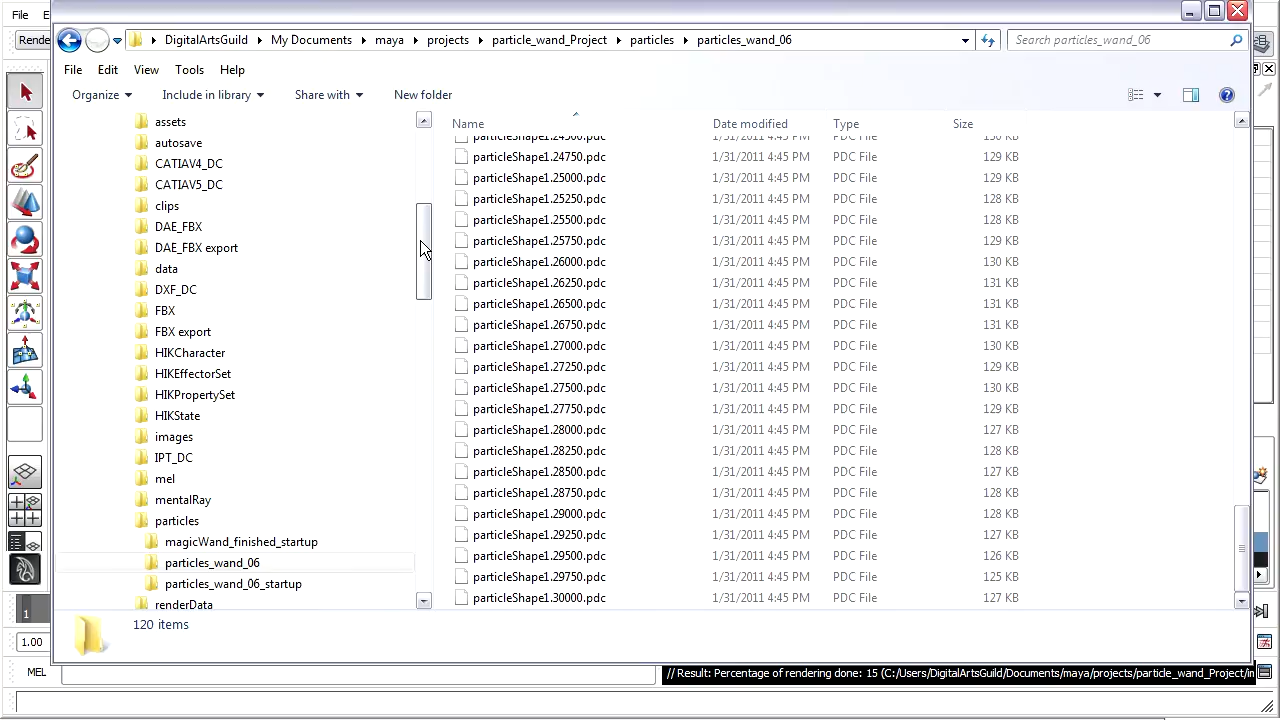 File E
Rende
DigitalArtsGuild My Documents maya projects particle_wand_Project particles particles_wand_06
Search particles_wand_06
File Edit View Tools Help
Organize Include in library Share with New folder
assets
autosave
CATIAV4_DC
CATIAV5_DC
clips
DAE_FBX
DAE_FBX export
data
DXF_DC
FBX
FBX export
HIKCharacter
HIKEffectorSet
HIKPropertySet
HIKState
images
IPT_DC
mel
mentalRay
particles
magicWand_finished_startup
particles_wand_06
particles_wand_06_startup
renderData
Name Date modified Type Size
particleShape1.24500.pdc 1/31/2011 4:45 PM PDC File 130 KB
particleShape1.24750.pdc 1/31/2011 4:45 PM PDC File 129 KB
particleShape1.25000.pdc 1/31/2011 4:45 PM PDC File 129 KB
particleShape1.25250.pdc 1/31/2011 4:45 PM PDC File 128 KB
particleShape1.25500.pdc 1/31/2011 4:45 PM PDC File 128 KB
particleShape1.25750.pdc 1/31/2011 4:45 PM PDC File 129 KB
particleShape1.26000.pdc 1/31/2011 4:45 PM PDC File 130 KB
particleShape1.26250.pdc 1/31/2011 4:45 PM PDC File 131 KB
particleShape1.26500.pdc 1/31/2011 4:45 PM PDC File 131 KB
particleShape1.26750.pdc 1/31/2011 4:45 PM PDC File 131 KB
particleShape1.27000.pdc 1/31/2011 4:45 PM PDC File 130 KB
particleShape1.27250.pdc 1/31/2011 4:45 PM PDC File 129 KB
particleShape1.27500.pdc 1/31/2011 4:45 PM PDC File 130 KB
particleShape1.27750.pdc 1/31/2011 4:45 PM PDC File 129 KB
particleShape1.28000.pdc 1/31/2011 4:45 PM PDC File 127 KB
particleShape1.28250.pdc 1/31/2011 4:45 PM PDC File 128 KB
particleShape1.28500.pdc 1/31/2011 4:45 PM PDC File 127 KB
particleShape1.28750.pdc 1/31/2011 4:45 PM PDC File 128 KB
particleShape1.29000.pdc 1/31/2011 4:45 PM PDC File 128 KB
particleShape1.29250.pdc 1/31/2011 4:45 PM PDC File 127 KB
particleShape1.29500.pdc 1/31/2011 4:45 PM PDC File 126 KB
particleShape1.29750.pdc 1/31/2011 4:45 PM PDC File 125 KB
particleShape1.30000.pdc 1/31/2011 4:45 PM PDC File 127 KB
1
120 items
1.00
MEL
// Result: Percentage of rendering done: 15 (C:/Users/DigitalArtsGuild/Documents/maya/projects/particle_wand_Project/in